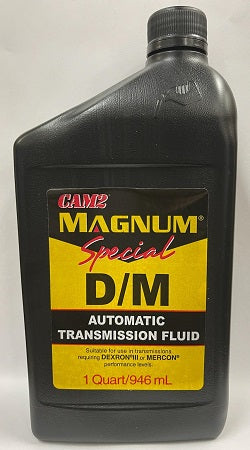 CAM2
MAGNUM®
Special
D/M
AUTOMATIC
TRANSMISSION FLUID
Suitable for use in transmissions
requiring DEXRON®III or MERCON®
performance levels.
1 Quart/946 mL